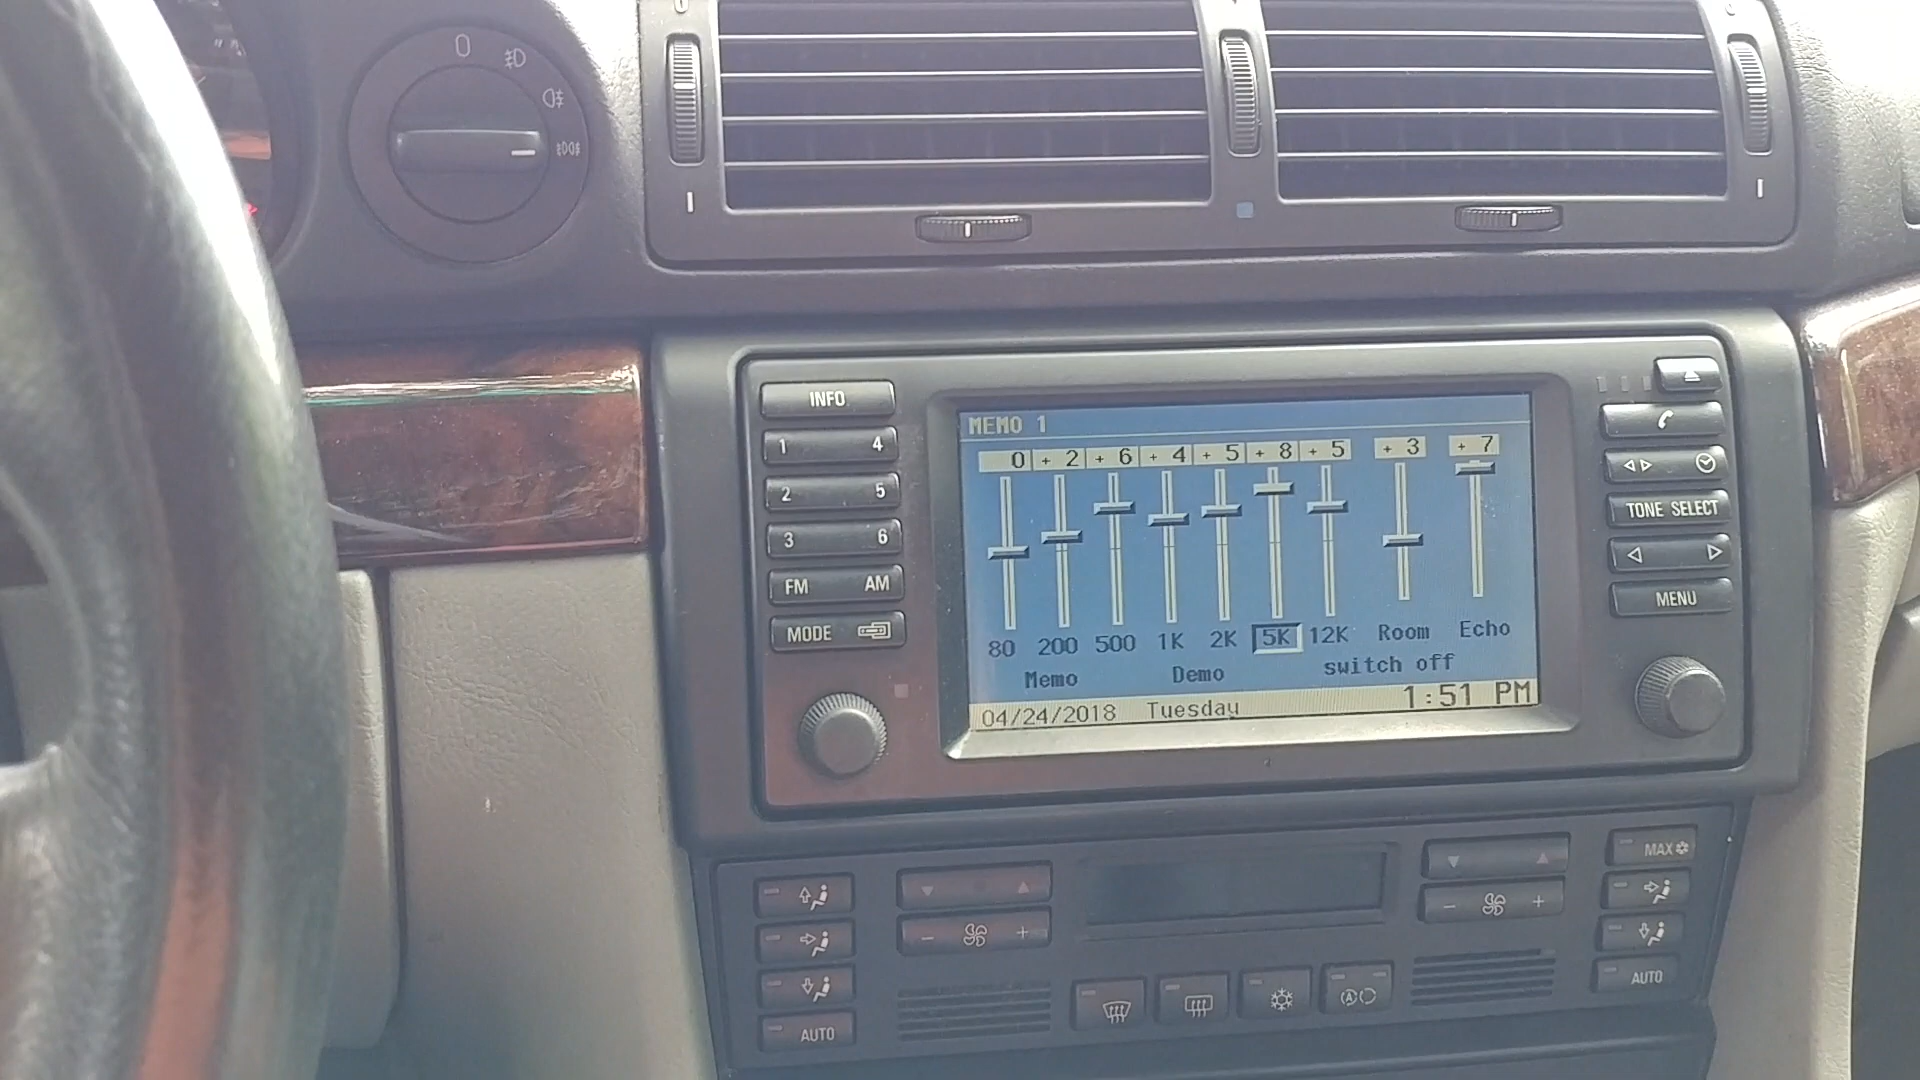 0
INFO
1 4
2 5
3 6
FM AM
MODE
MEMO 1
0 + 2 + 6 + 4 + 5 + 8 + 5 + 3 + 7
80 200 500 1K 2K 5K 12K Room Echo
Memo Demo switch off
04/24/2018 Tuesday 1:51 PM
TONE SELECT
MENU
MAX
AUTO
AUTO